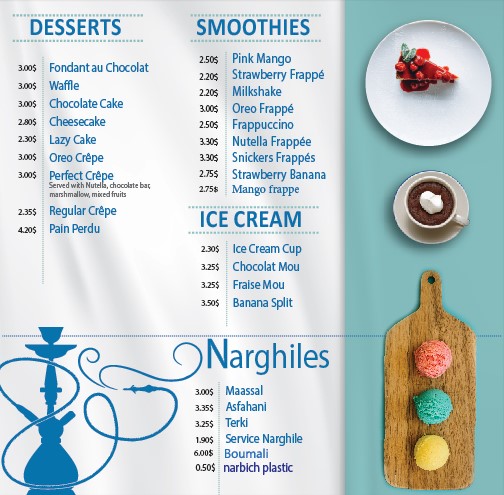 DESSERTS
3.00$ Fondant au Chocolat
3.00$ Waffle
3.00$ Chocolate Cake
2.80$ Cheesecake
2.30$ Lazy Cake
3.00$ Oreo Crêpe
3.00$ Perfect Crêpe
Served with Nutella, chocolate bar,
marshmallow, mixed fruits
2.35$ Regular Crêpe
4.20$ Pain Perdu
SMOOTHIES
2.50$ Pink Mango
2.20$ Strawberry Frappé
2.20$ Milkshake
3.00$ Oreo Frappé
2.50$ Frappuccino
3.30$ Nutella Frappée
3.30$ Snickers Frappés
2.75$ Strawberry Banana
2.75$ Mango frappe
ICE CREAM
2.30$ Ice Cream Cup
3.25$ Chocolat Mou
3.25$ Fraise Mou
3.50$ Banana Split
Narghiles
3.00$ Maassal
3.35$ Asfahani
3.25$ Terki
1.90$ Service Narghile
6.00$ Boumali
0.50$ narbich plastic